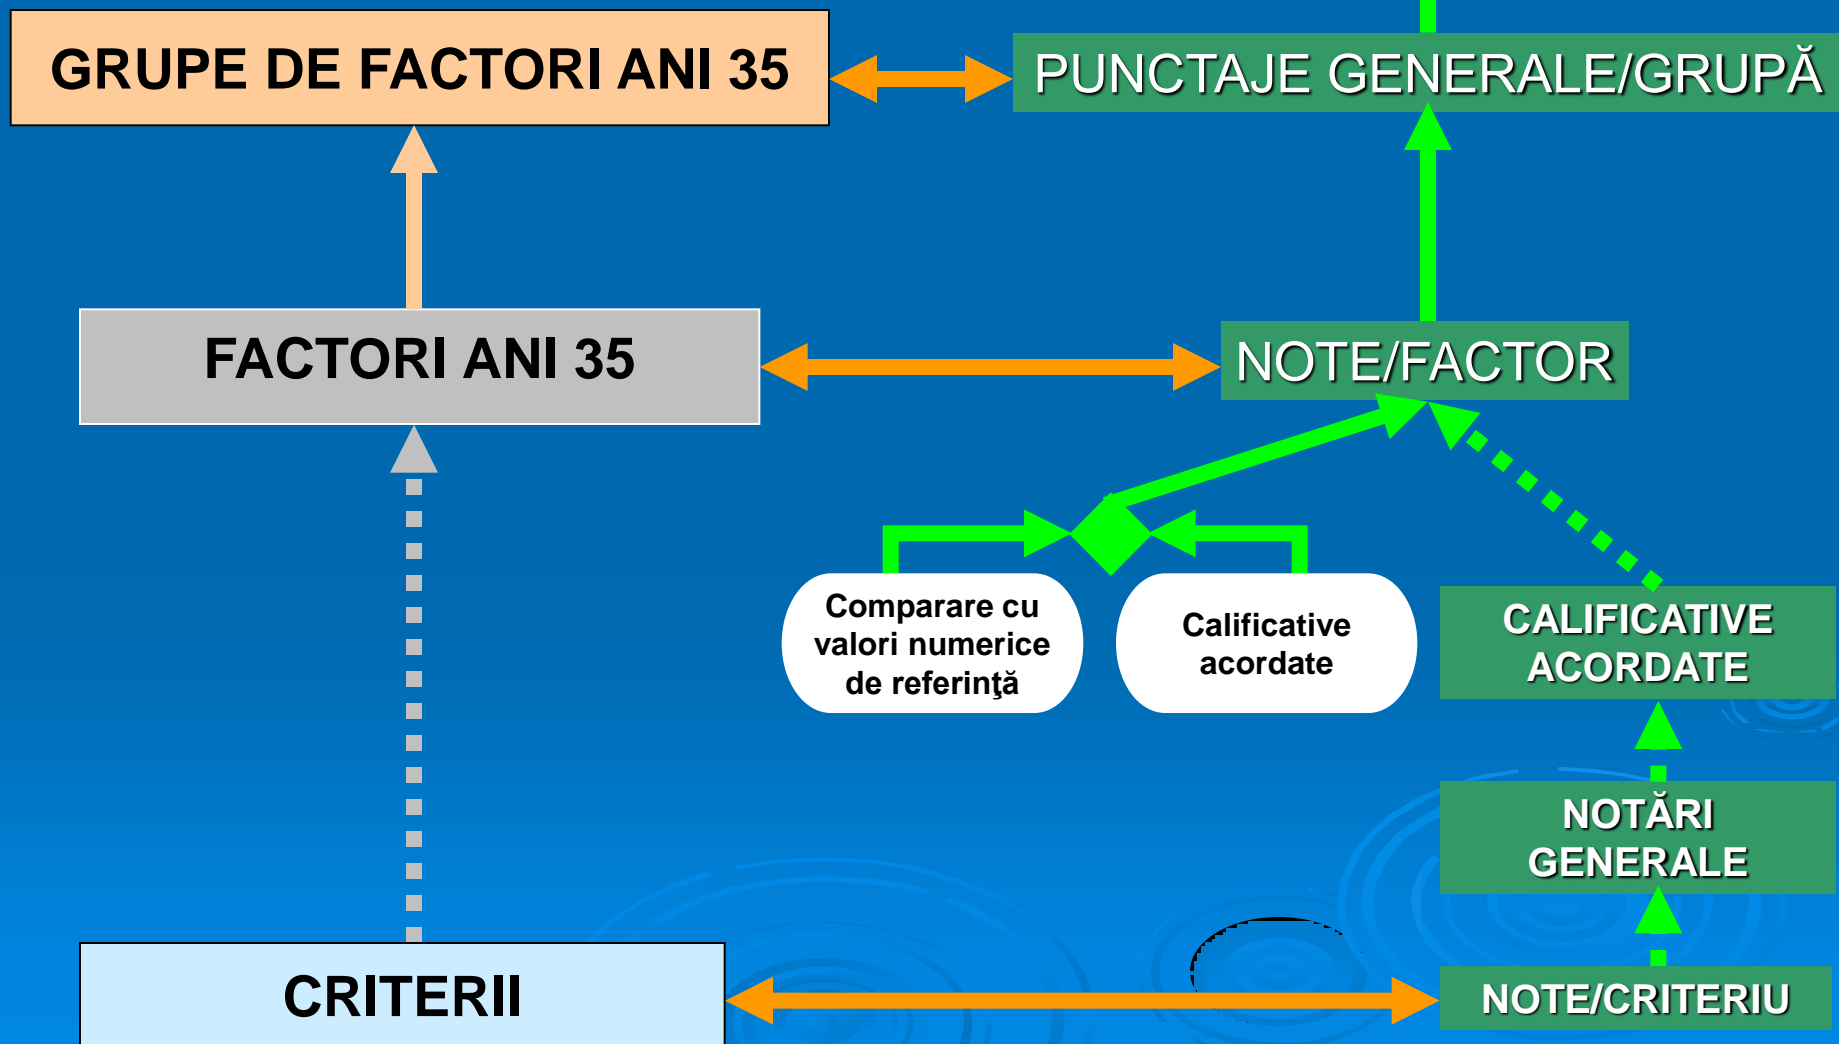 GRUPE DE FACTORI ANI 35
PUNCTAJE GENERALE/GRUPĂ
FACTORI ANI 35
NOTE/FACTOR
Comparare cu
valori numerice
de referinţă
Calificative
acordate
CALIFICATIVE
ACORDATE
NOTĂRI
GENERALE
CRITERII
NOTE/CRITERIU